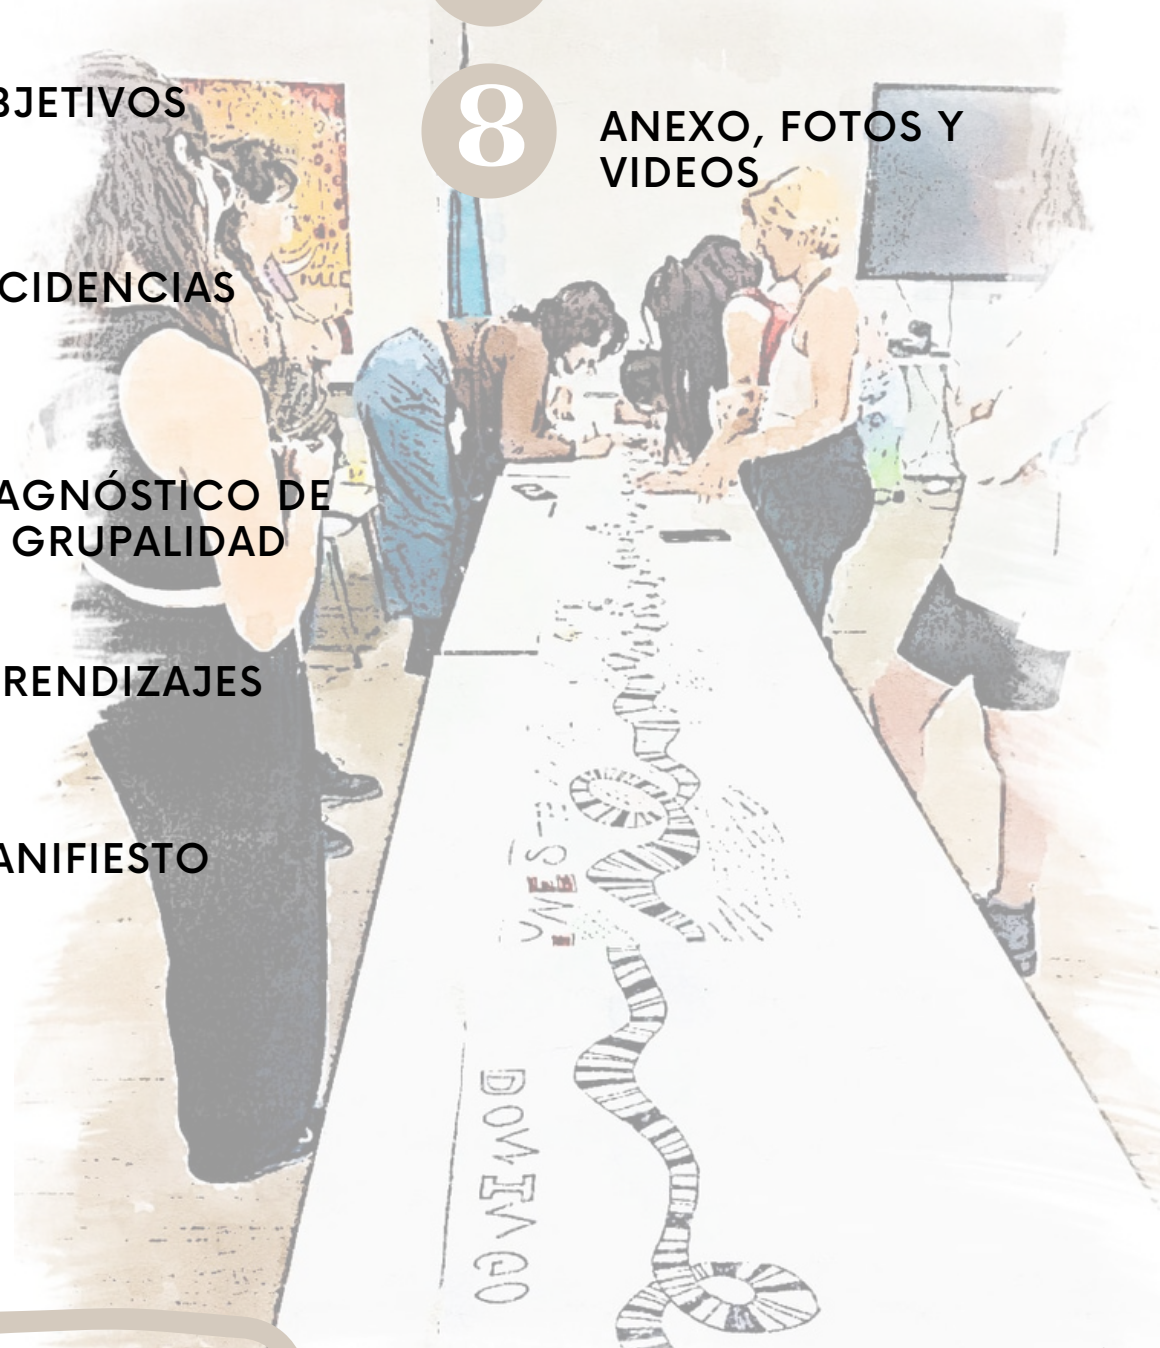 BJETIVOS
CIDENCIAS
AGNÓSTICO DE
GRUPALIDAD
RENDIZAJES
ANIFIESTO
8
ANEXO, FOTOS Y
VIDEOS
DOMINGO